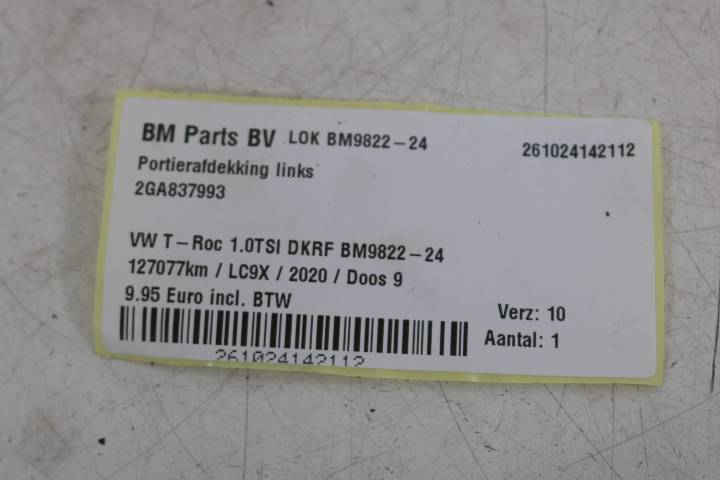 BM Parts BV LOK BM9822-24 261024142112
Portierafdekking links
2GA837993
VW T-Roc 1.0TSI DKRF BM9822-24
127077km / LC9X / 2020 / Doos 9
9.95 Euro incl. BTW
Verz: 10
Aantal: 1
261024142112